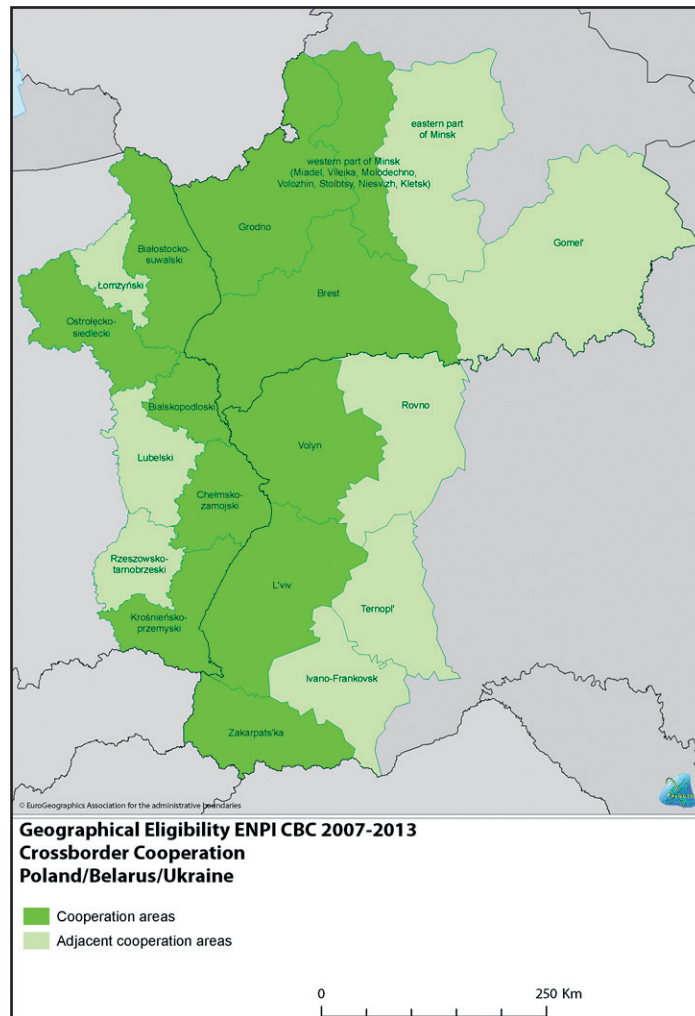 eastern part
of Minsk
western part of Minsk
(Miadel, Vilejka, Molodechno,
Volozhin, Stolbtsy, Niesvizh, Kletsk)
Grodno
Gomel'
Białostocko-
suwalski
Łomżyński
Brest
Ostrołęcko-
siedlecki
Bialskopodloski
Rovno
Volyn
Lubelski
Chełmsko-
zamojski
Rzeszowsko-
tarnobrzeski
L'viv
Ternopl'
Krośnieńsko-
przemyski
Ivano-Frankovsk
Zakarpats'ka
© EuroGeographics Association for the administrative boundaries
Geographical Eligibility ENPI CBC 2007-2013
Crossborder Cooperation
Poland/Belarus/Ukraine
Cooperation areas
Adjacent cooperation areas
0 250 Km